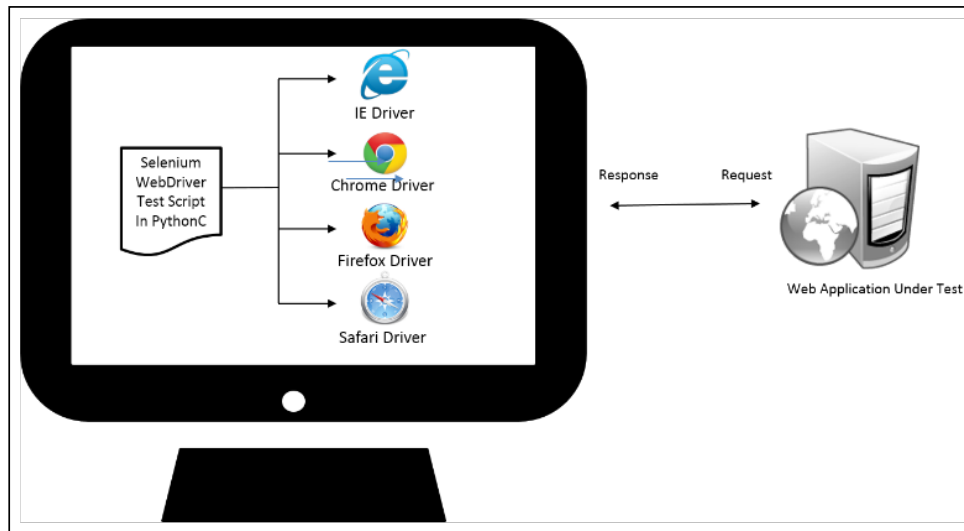 IE Driver
Selenium
WebDriver
Test Script
In PythonC
Chrome Driver
Firefox Driver
Safari Driver
Response
Request
Web Application Under Test